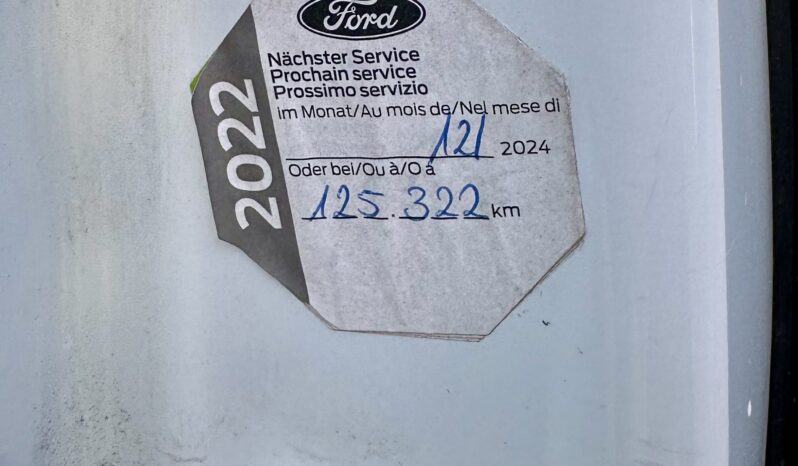 Ford
2022
Nächster Service
Prochain service
Prossimo servizio
im Monat/Au mois de/Nel mese di
12/ 2024
Oder bei/Ou à/O á
125.322 km